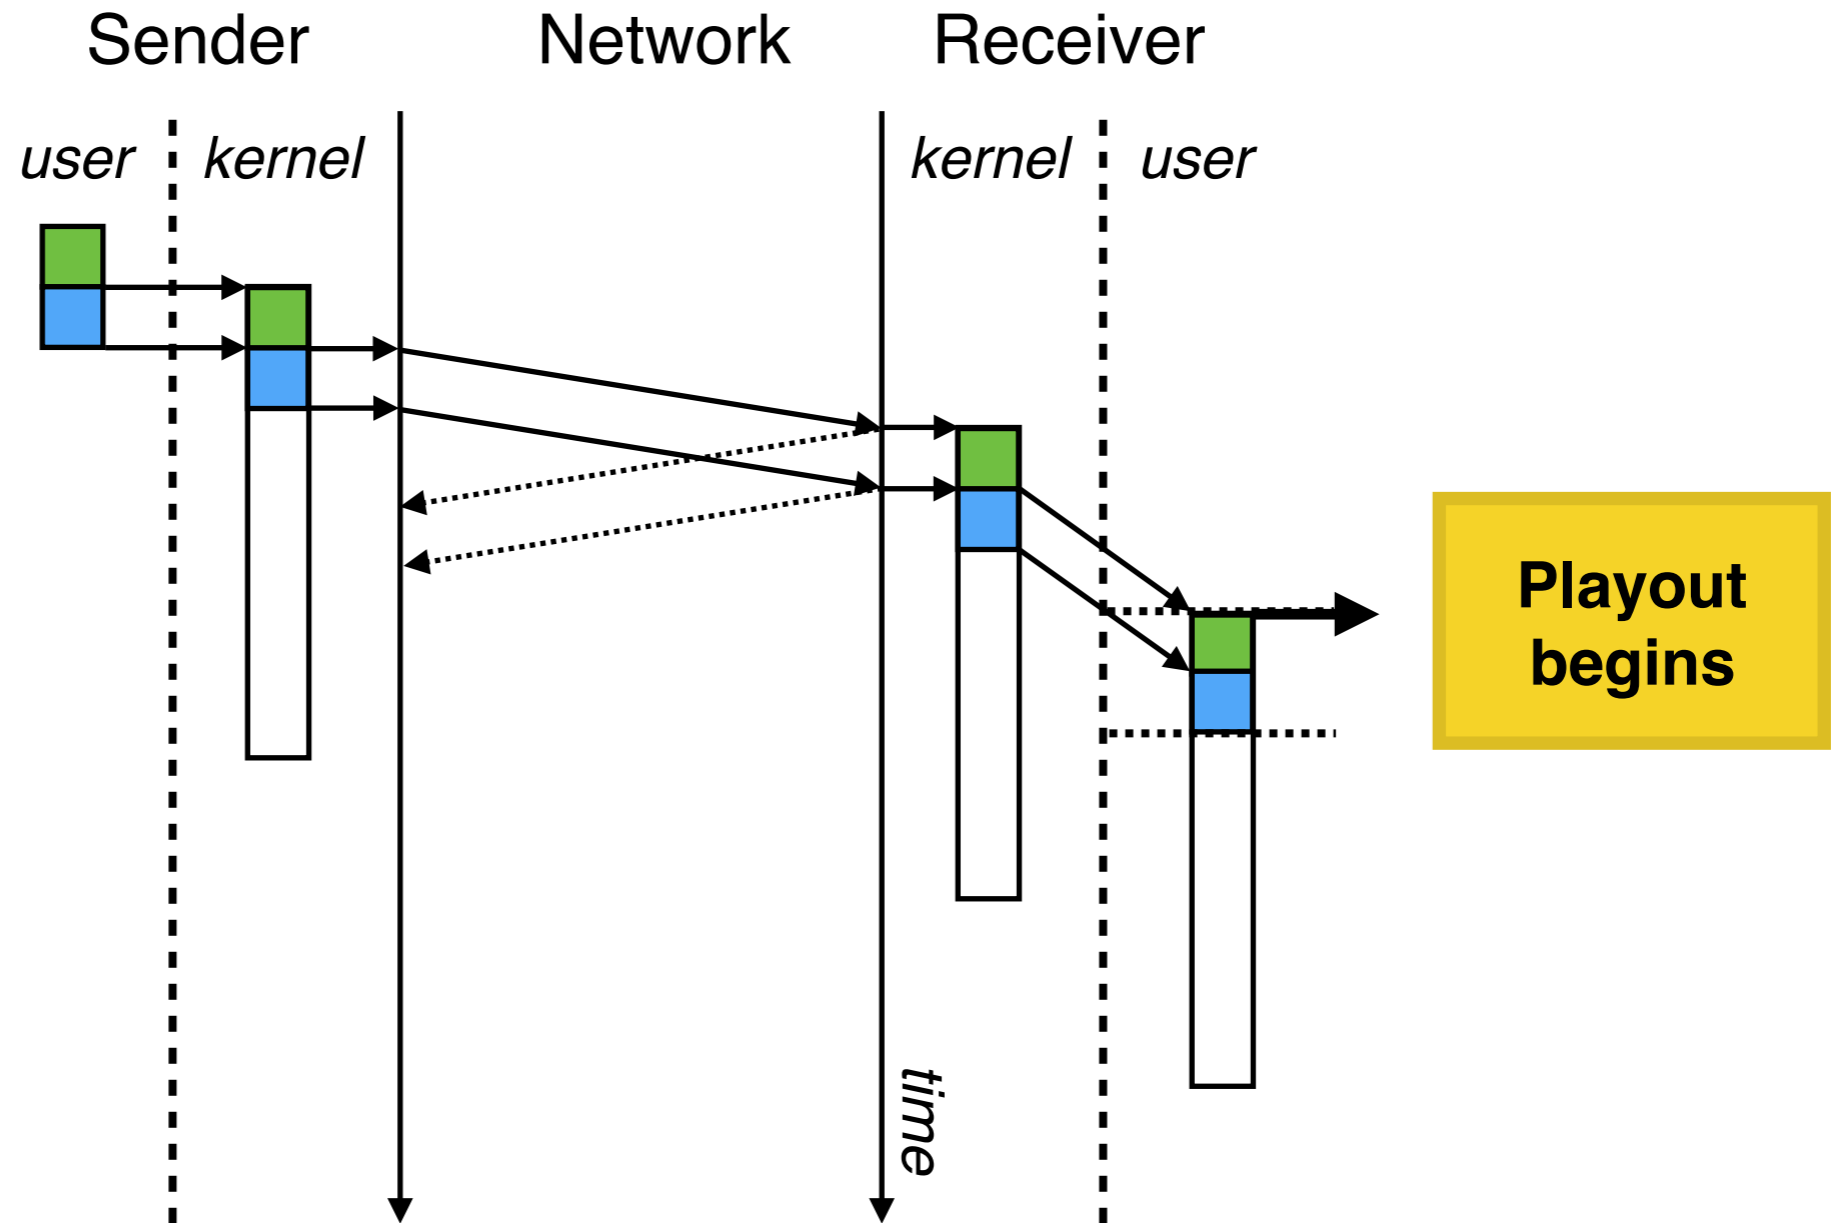 Sender Network Receiver
user kernel kernel user
Playout
begins
time